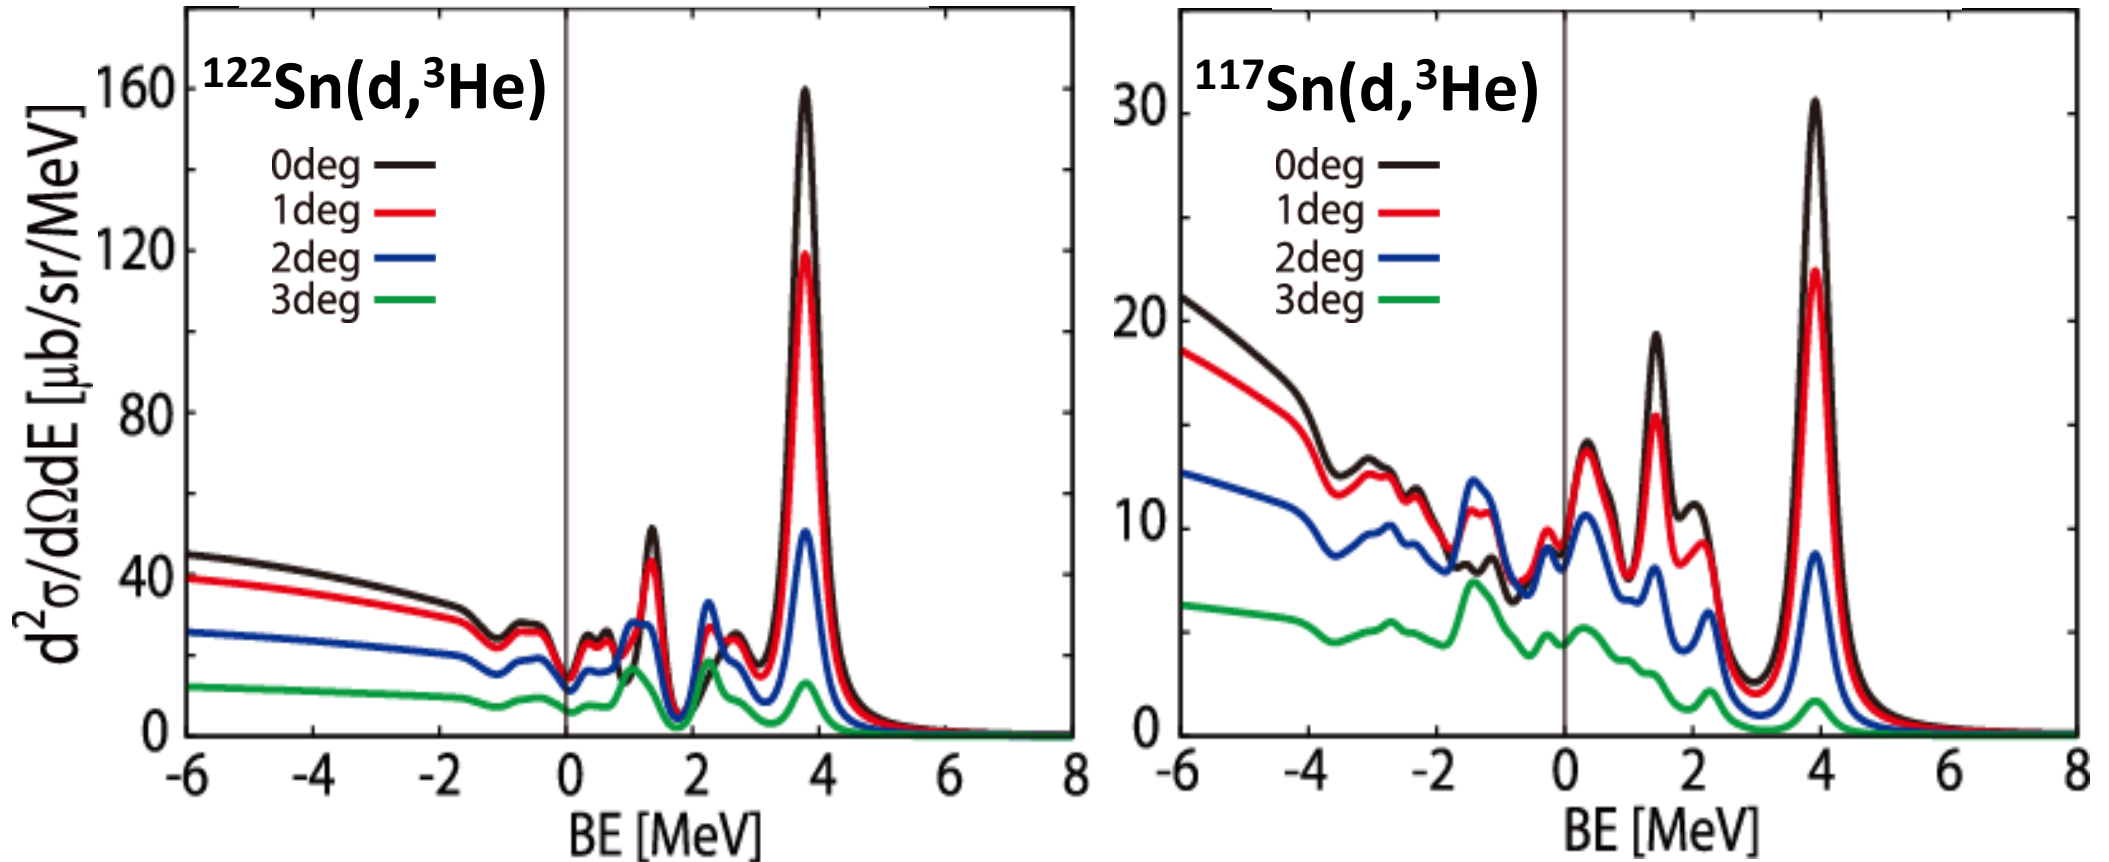 ¹²²Sn(d,³He)
0deg
1deg
2deg
3deg
d²σ/dΩdE [μb/sr/MeV]
160
120
80
40
0
-6 -4 -2 0 2 4 6 8
BE [MeV]
¹¹⁷Sn(d,³He)
0deg
1deg
2deg
3deg
30
20
10
0
-6 -4 -2 0 2 4 6 8
BE [MeV]